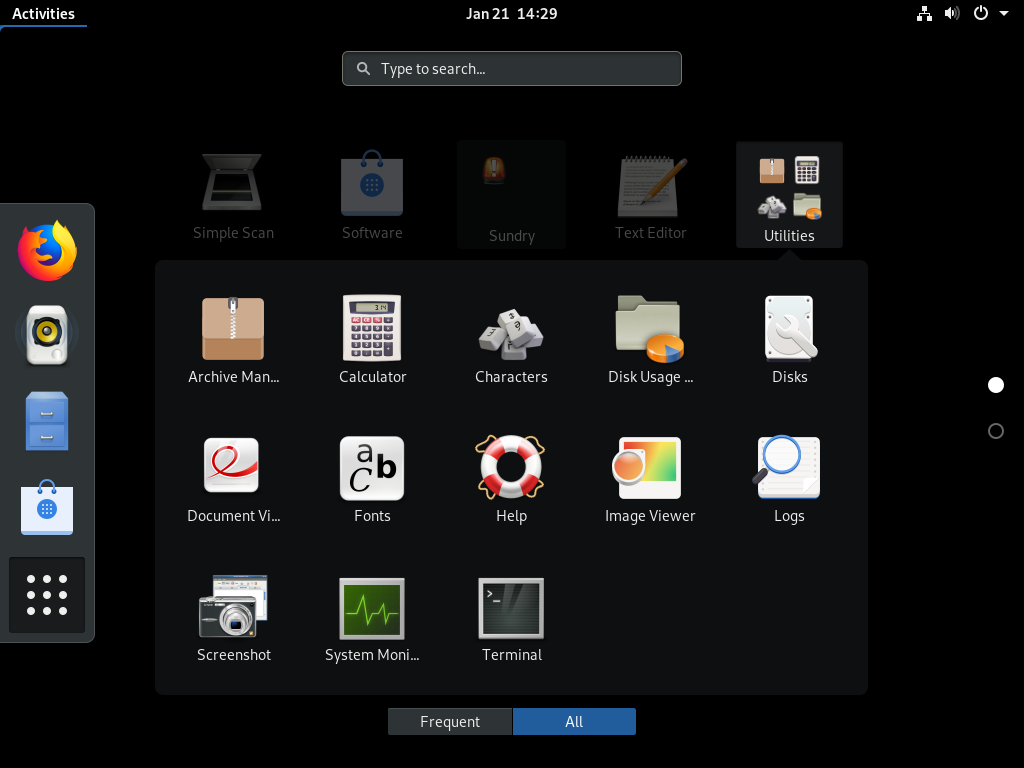 Activities
Jan 21 14:29
Type to search...
Simple Scan
Software
Sundry
Text Editor
Utilities
Archive Man...
Calculator
Characters
Disk Usage ...
Disks
Document Vi...
Fonts
Help
Image Viewer
Logs
Screenshot
System Moni...
Terminal
Frequent
All